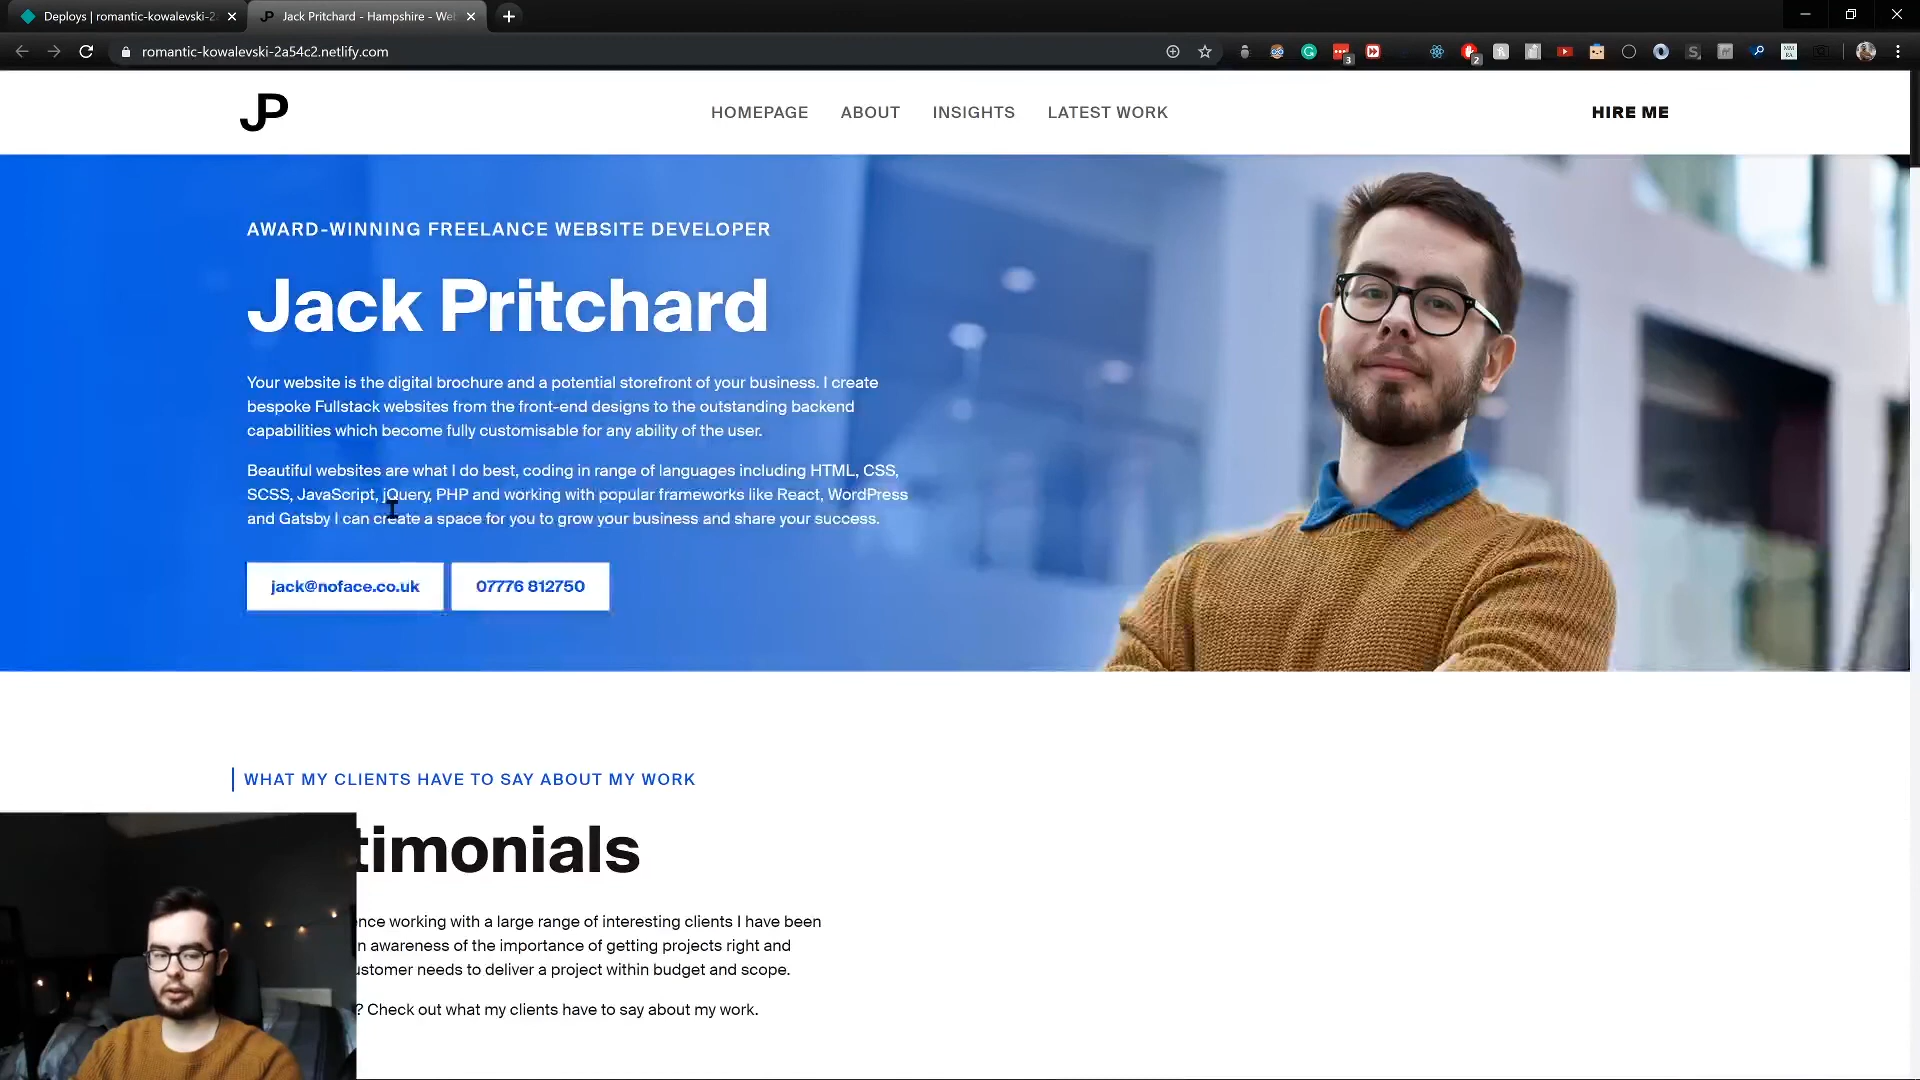 Deploys | romantic-kowalevski-2
Jack Pritchard - Hampshire - We
romantic-kowalevski-2a54c2.netlify.com
3
2
JP
HOMEPAGE ABOUT INSIGHTS LATEST WORK
HIRE ME
AWARD-WINNING FREELANCE WEBSITE DEVELOPER
Jack Pritchard
Your website is the digital brochure and a potential storefront of your business. I create
bespoke Fullstack websites from the front-end designs to the outstanding backend
capabilities which become fully customisable for any ability of the user.
Beautiful websites are what I do best, coding in range of languages including HTML, CSS,
SCSS, JavaScript, jQuery, PHP and working with popular frameworks like React, WordPress
and Gatsby I can create a space for you to grow your business and share your success.
jack@noface.co.uk 07776 812750
WHAT MY CLIENTS HAVE TO SAY ABOUT MY WORK
timonials
nce working with a large range of interesting clients I have been
n awareness of the importance of getting projects right and
ustomer needs to deliver a project within budget and scope.
? Check out what my clients have to say about my work.